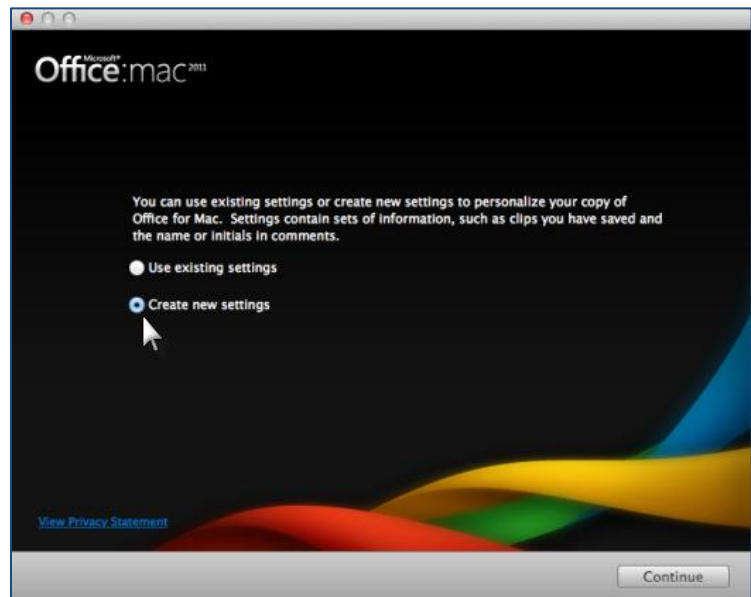 Microsoft®
Office:mac 2011
You can use existing settings or create new settings to personalize your copy of
Office for Mac. Settings contain sets of information, such as clips you have saved and
the name or initials in comments.
Use existing settings
Create new settings
View Privacy Statement
Continue